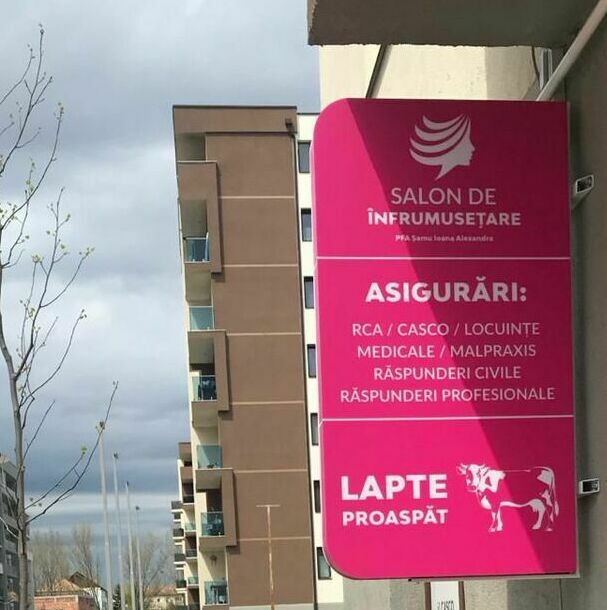 SALON DE
ÎNFRUMUSEȚARE
PFA Samu Ioana Alexandra
ASIGURĂRI:
RCA / CASCO / LOCUINȚE
MEDICALE / MALPRAXIS
RĂSPUNDERI CIVILE
RĂSPUNDERI PROFESIONALE
LAPTE
PROASPĂT
CASCO